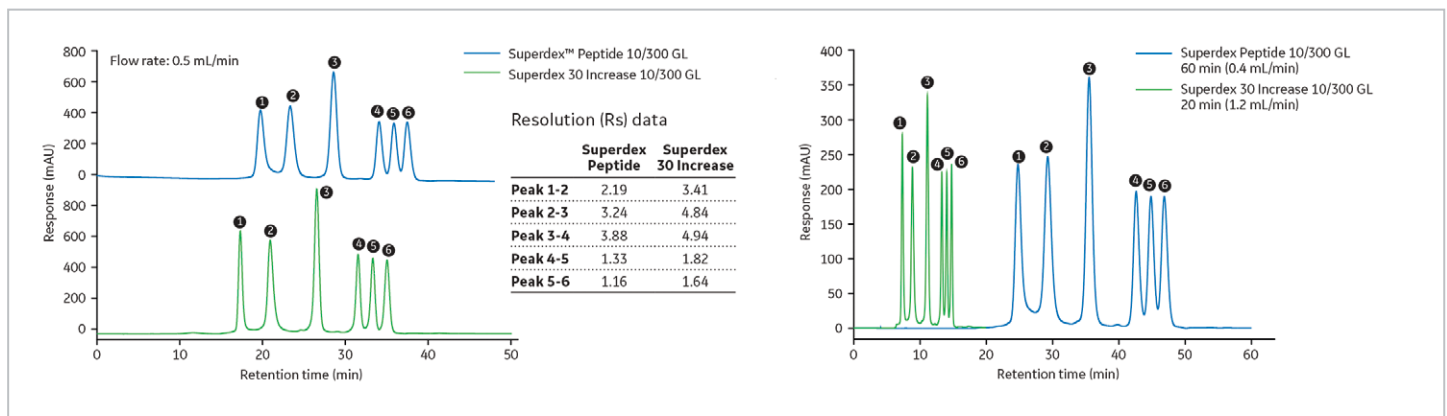 800
600
400
200
0
800
600
400
200
0
Response (mAU)
Flow rate: 0.5 mL/min
1
2
3
4
5
6
1
2
3
4
5
6
0
10
20
30
40
50
Retention time (min)
Superdex™ Peptide 10/300 GL
Superdex 30 Increase 10/300 GL
Resolution (Rs) data
Superdex Superdex
Peptide 30 Increase
Peak 1-2 2.19 3.41
Peak 2-3 3.24 4.84
Peak 3-4 3.88 4.94
Peak 4-5 1.33 1.82
Peak 5-6 1.16 1.64
400
350
300
250
200
150
100
50
0
Response (mAU)
1
2
3
4
5
6
1
2
3
4
5
6
0
10
20
30
40
50
60
Retention time (min)
Superdex Peptide 10/300 GL
60 min (0.4 mL/min)
Superdex 30 Increase 10/300 GL
20 min (1.2 mL/min)